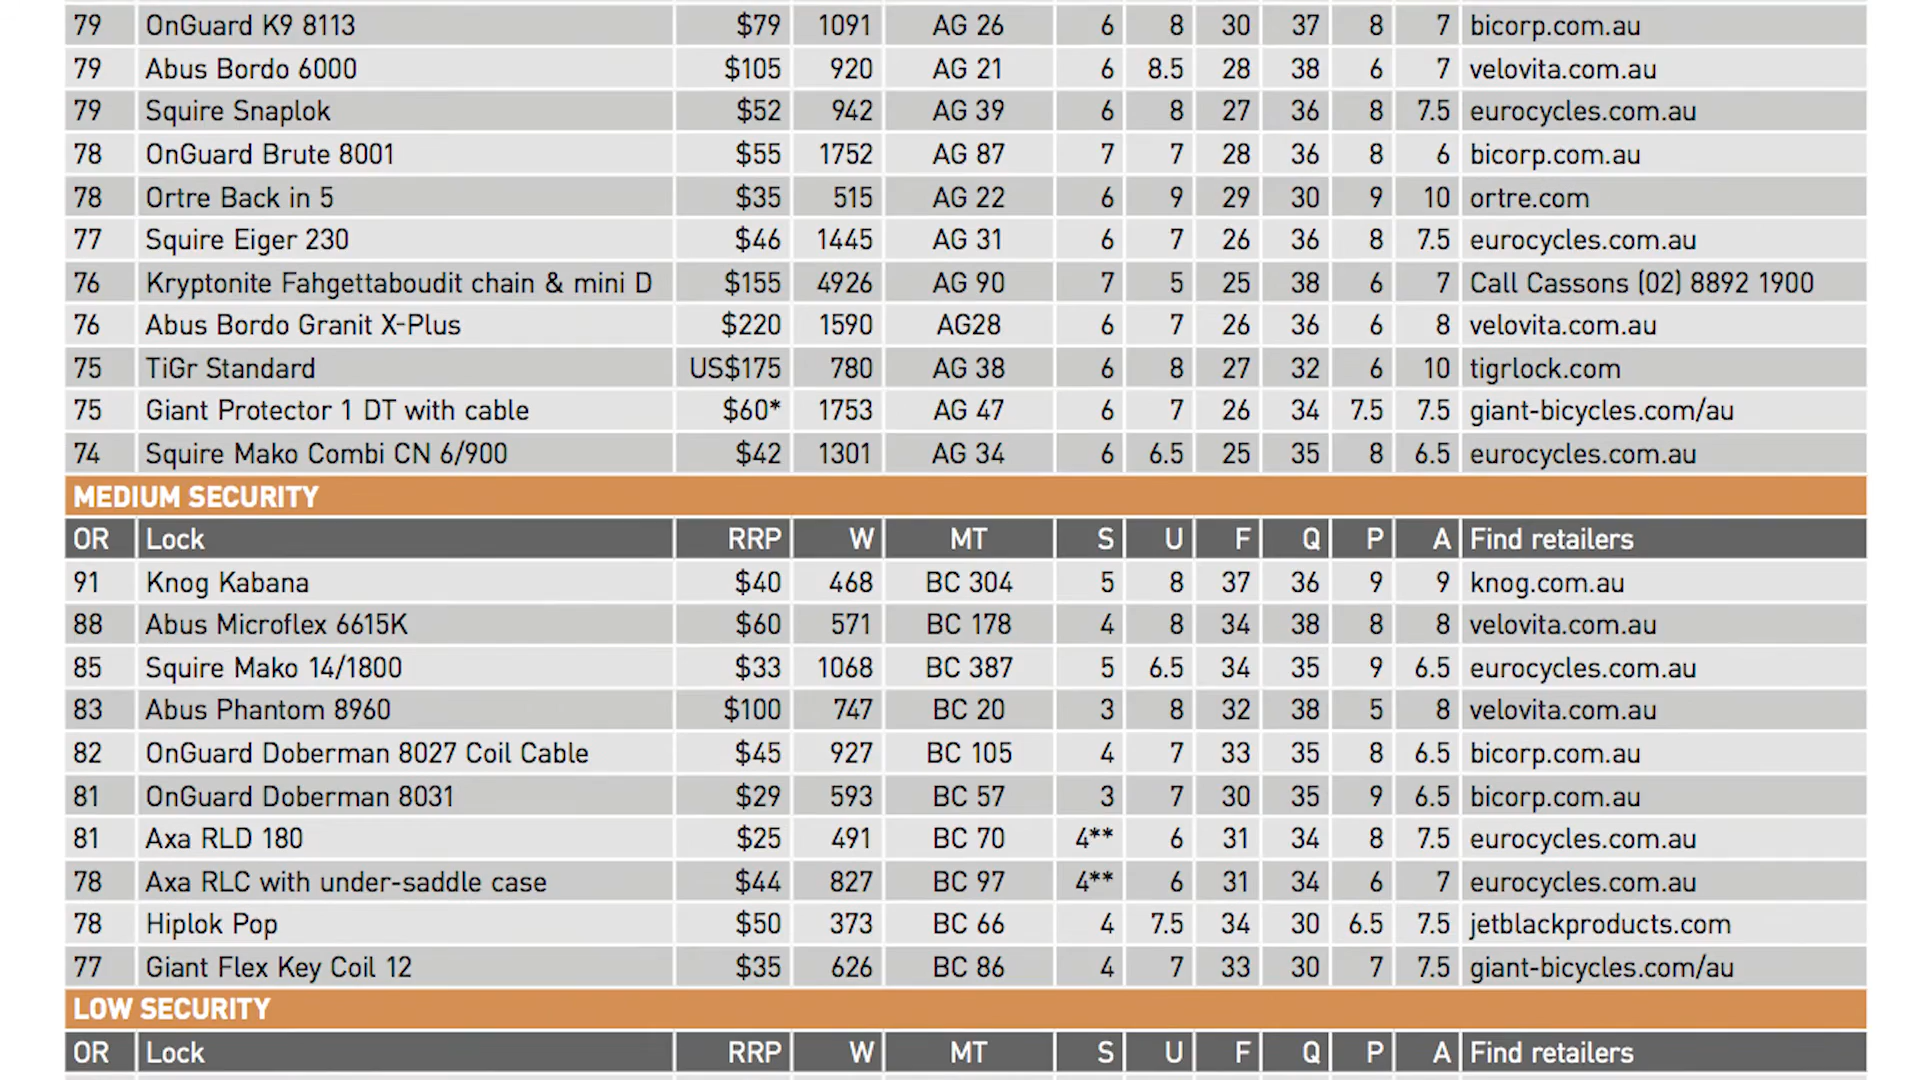 79 OnGuard K9 8113 $79 1091 AG 26 6 8 30 37 8 7 bicorp.com.au
79 Abus Bordo 6000 $105 920 AG 21 6 8.5 28 38 6 7 velovita.com.au
79 Squire Snaplok $52 942 AG 39 6 8 27 36 8 7.5 eurocycles.com.au
78 OnGuard Brute 8001 $55 1752 AG 87 7 7 28 36 8 6 bicorp.com.au
78 Ortre Back in 5 $35 515 AG 22 6 9 29 30 9 10 ortre.com
77 Squire Eiger 230 $46 1445 AG 31 6 7 26 36 8 7.5 eurocycles.com.au
76 Kryptonite Fahgettaboudit chain & mini D $155 4926 AG 90 7 5 25 38 6 7 Call Cassons (02) 8892 1900
76 Abus Bordo Granit X-Plus $220 1590 AG28 6 7 26 36 6 8 velovita.com.au
75 TiGr Standard US$175 780 AG 38 6 8 27 32 6 10 tigrlock.com
75 Giant Protector 1 DT with cable $60* 1753 AG 47 6 7 26 34 7.5 7.5 giant-bicycles.com/au
74 Squire Mako Combi CN 6/900 $42 1301 AG 34 6 6.5 25 35 8 6.5 eurocycles.com.au
MEDIUM SECURITY
OR Lock RRP W MT S U F Q P A Find retailers
91 Knog Kabana $40 468 BC 304 5 8 37 36 9 9 knog.com.au
88 Abus Microflex 6615K $60 571 BC 178 4 8 34 38 8 8 velovita.com.au
85 Squire Mako 14/1800 $33 1068 BC 387 5 6.5 34 35 9 6.5 eurocycles.com.au
83 Abus Phantom 8960 $100 747 BC 20 3 8 32 38 5 8 velovita.com.au
82 OnGuard Doberman 8027 Coil Cable $45 927 BC 105 4 7 33 35 8 6.5 bicorp.com.au
81 OnGuard Doberman 8031 $29 593 BC 57 3 7 30 35 9 6.5 bicorp.com.au
81 Axa RLD 180 $25 491 BC 70 4** 6 31 34 8 7.5 eurocycles.com.au
78 Axa RLC with under-saddle case $44 827 BC 97 4** 6 31 34 6 7 eurocycles.com.au
78 Hiplok Pop $50 373 BC 66 4 7.5 34 30 6.5 7.5 jetblackproducts.com
77 Giant Flex Key Coil 12 $35 626 BC 86 4 7 33 30 7 7.5 giant-bicycles.com/au
LOW SECURITY
OR Lock RRP W MT S U F Q P A Find retailers